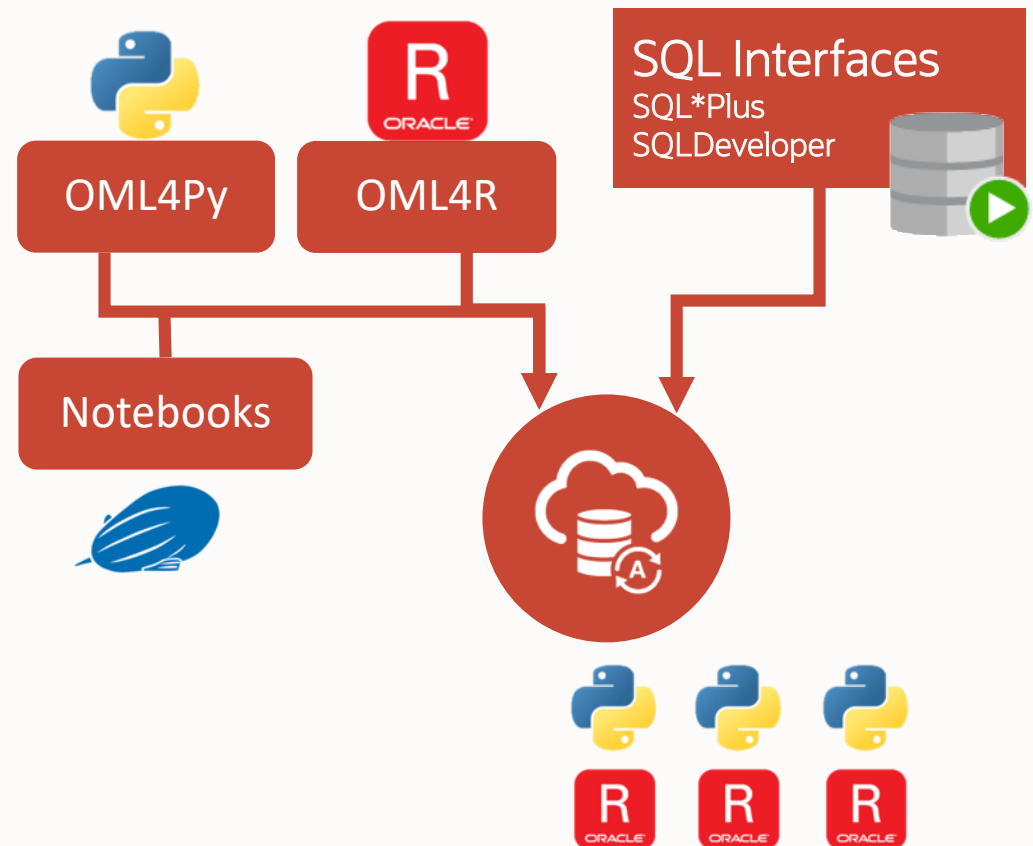 R
ORACLE
SQL Interfaces
SQL*Plus
SQLDeveloper
OML4Py
OML4R
Notebooks
A
R
ORACLE
R
ORACLE
R
ORACLE